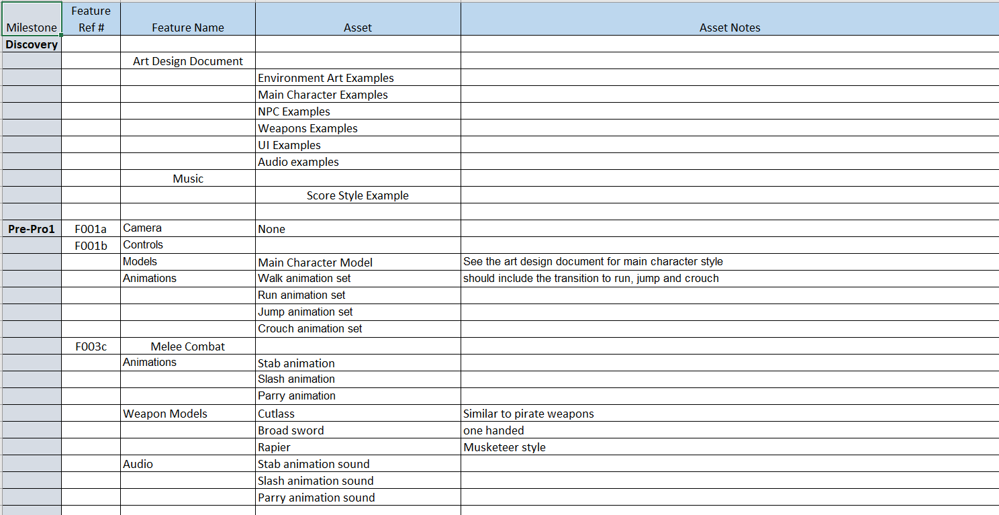 Feature
Milestone Ref # Feature Name Asset Asset Notes
Discovery
Art Design Document
Environment Art Examples
Main Character Examples
NPC Examples
Weapons Examples
UI Examples
Audio examples
Music
Score Style Example
Pre-Pro1 F001a Camera None
F001b Controls
Models Main Character Model See the art design document for main character style
Animations Walk animation set should include the transition to run, jump and crouch
Run animation set
Jump animation set
Crouch animation set
F003c Melee Combat
Animations Stab animation
Slash animation
Parry animation
Weapon Models Cutlass Similar to pirate weapons
Broad sword one handed
Rapier Musketeer style
Audio Stab animation sound
Slash animation sound
Parry animation sound